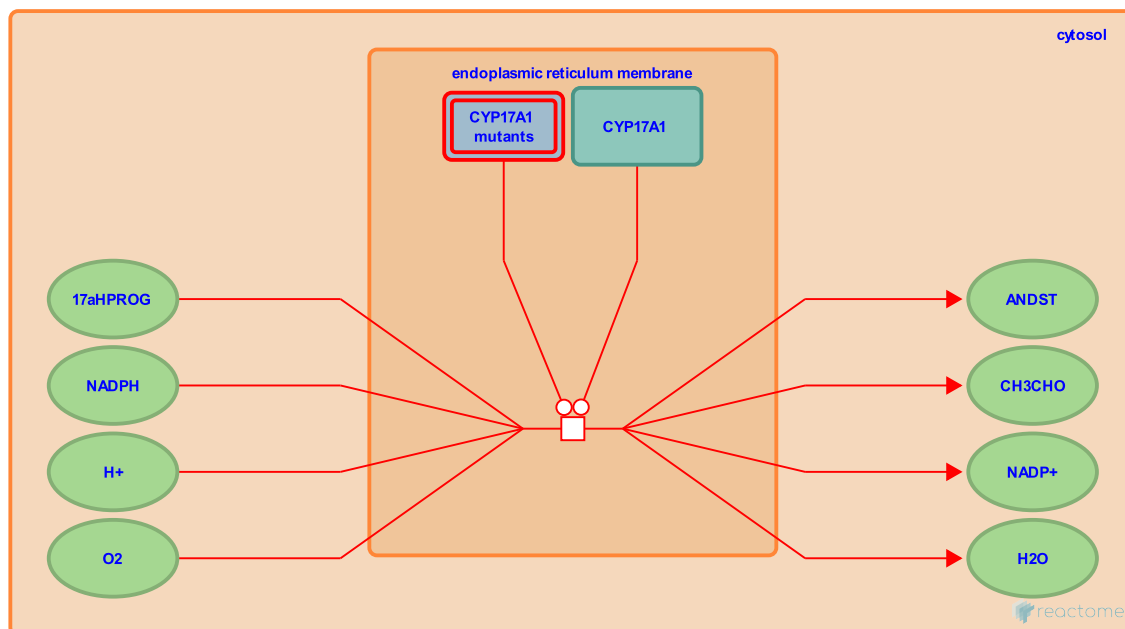 cytosol
endoplasmic reticulum membrane
CYP17A1
mutants
CYP17A1
17aHPROG
ANDST
NADPH
CH3CHO
H+
NADP+
O2
H2O
reactome